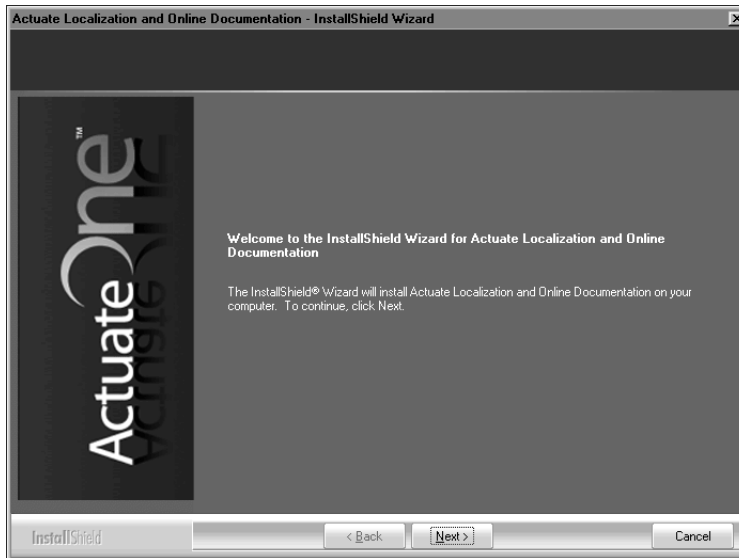 Actuate Localization and Online Documentation - InstallShield Wizard
ActuateOne™
Welcome to the InstallShield Wizard for Actuate Localization and Online
Documentation
The InstallShield® Wizard will install Actuate Localization and Online Documentation on your
computer. To continue, click Next.
InstallShield
< Back
Next >
Cancel